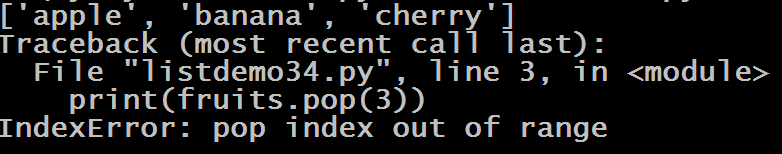 ['apple', 'banana', 'cherry']
Traceback (most recent call last):
  File "listdemo34.py", line 3, in <module>
    print(fruits.pop(3))
IndexError: pop index out of range